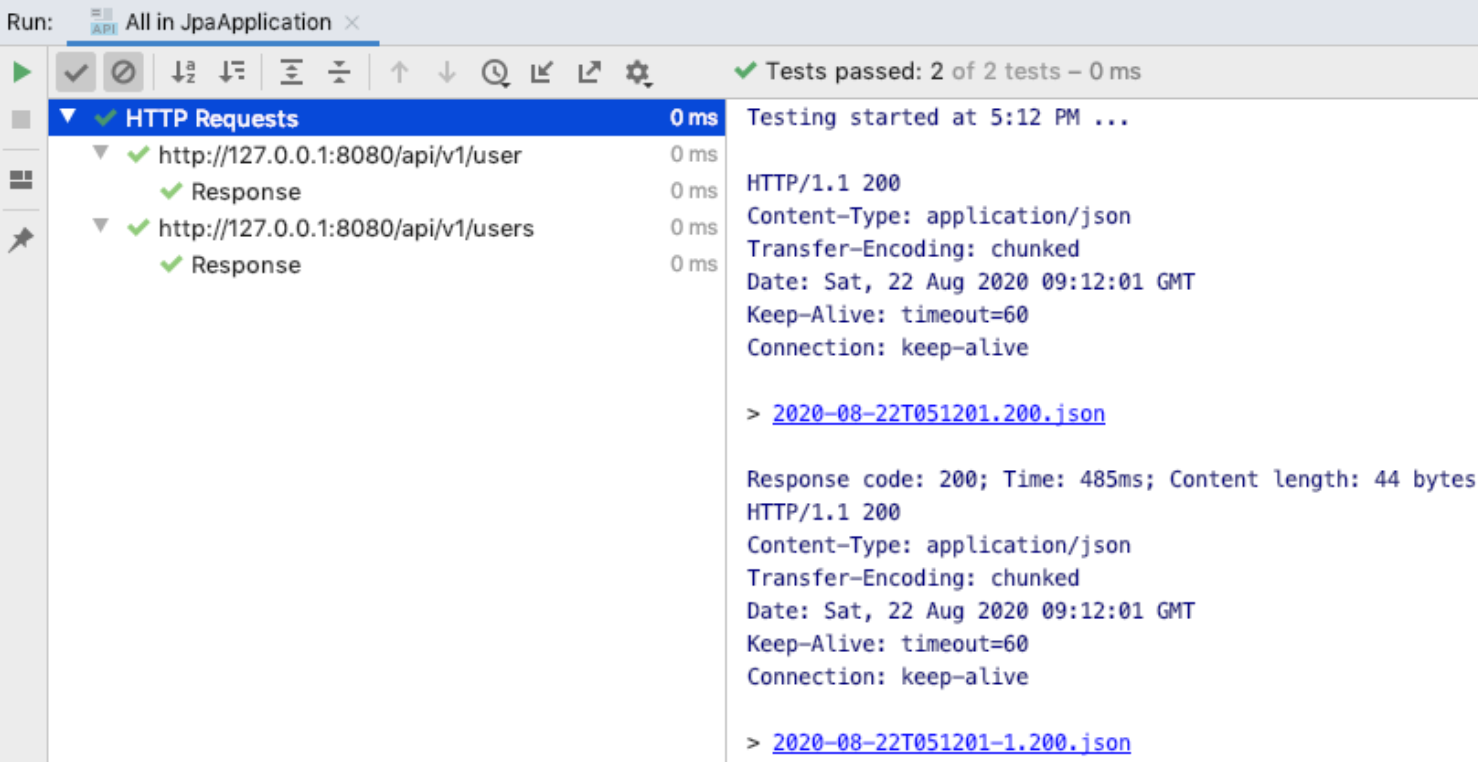 Run: API All in JpaApplication
Tests passed: 2 of 2 tests – 0 ms
HTTP Requests 0 ms
http://127.0.0.1:8080/api/v1/user 0 ms
Response 0 ms
http://127.0.0.1:8080/api/v1/users 0 ms
Response 0 ms
Testing started at 5:12 PM ...
HTTP/1.1 200
Content-Type: application/json
Transfer-Encoding: chunked
Date: Sat, 22 Aug 2020 09:12:01 GMT
Keep-Alive: timeout=60
Connection: keep-alive
> 2020-08-22T051201.200.json
Response code: 200; Time: 485ms; Content length: 44 bytes
HTTP/1.1 200
Content-Type: application/json
Transfer-Encoding: chunked
Date: Sat, 22 Aug 2020 09:12:01 GMT
Keep-Alive: timeout=60
Connection: keep-alive
> 2020-08-22T051201-1.200.json